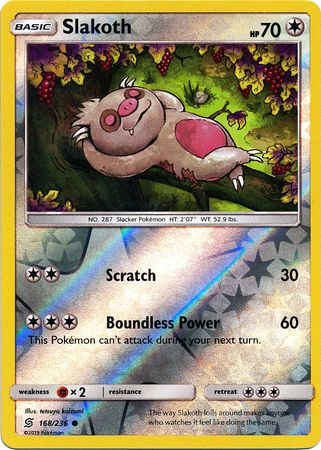 BASIC Slakoth HP 70
NO. 287 Slacker Pokémon HT: 2'07" WT: 52.9 lbs.
Scratch 30
Boundless Power 60
This Pokémon can't attack during your next turn.
weakness × 2 resistance retreat
Illus. tetsuya koizumi
168/236
©2019 Pokémon
The way Slakoth lolls around makes anyone
who watches it feel like doing the same.